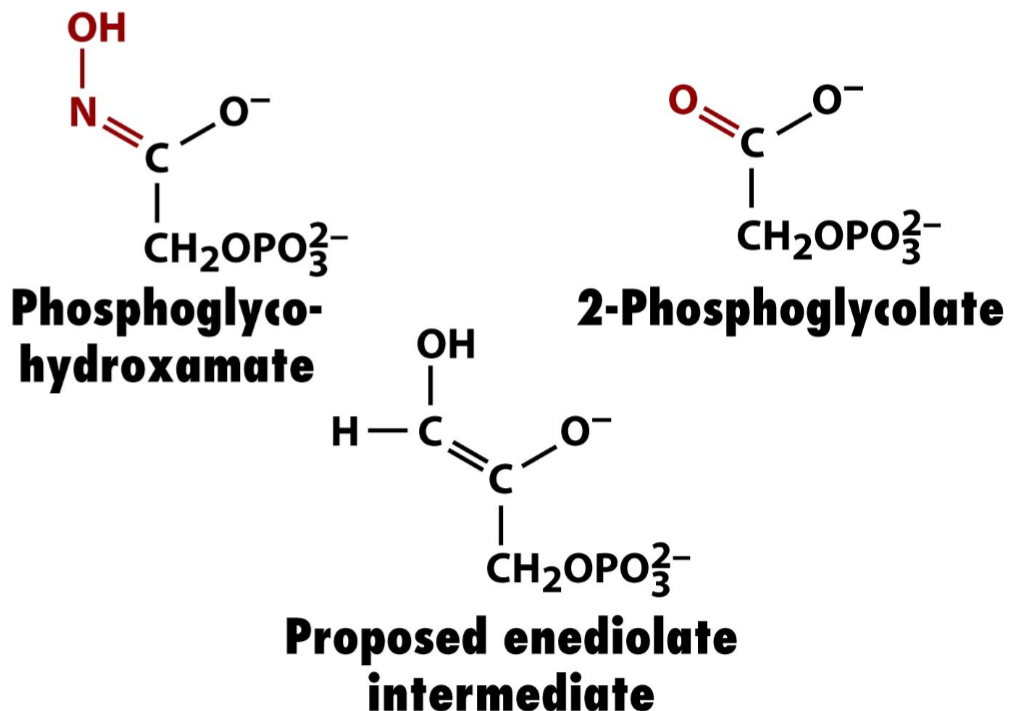 OH
N
O⁻
C
CH₂OPO₃²⁻
Phosphoglyco-
hydroxamate
O
O⁻
C
CH₂OPO₃²⁻
2-Phosphoglycolate
OH
H—C
O⁻
C
CH₂OPO₃²⁻
Proposed enediolate
intermediate